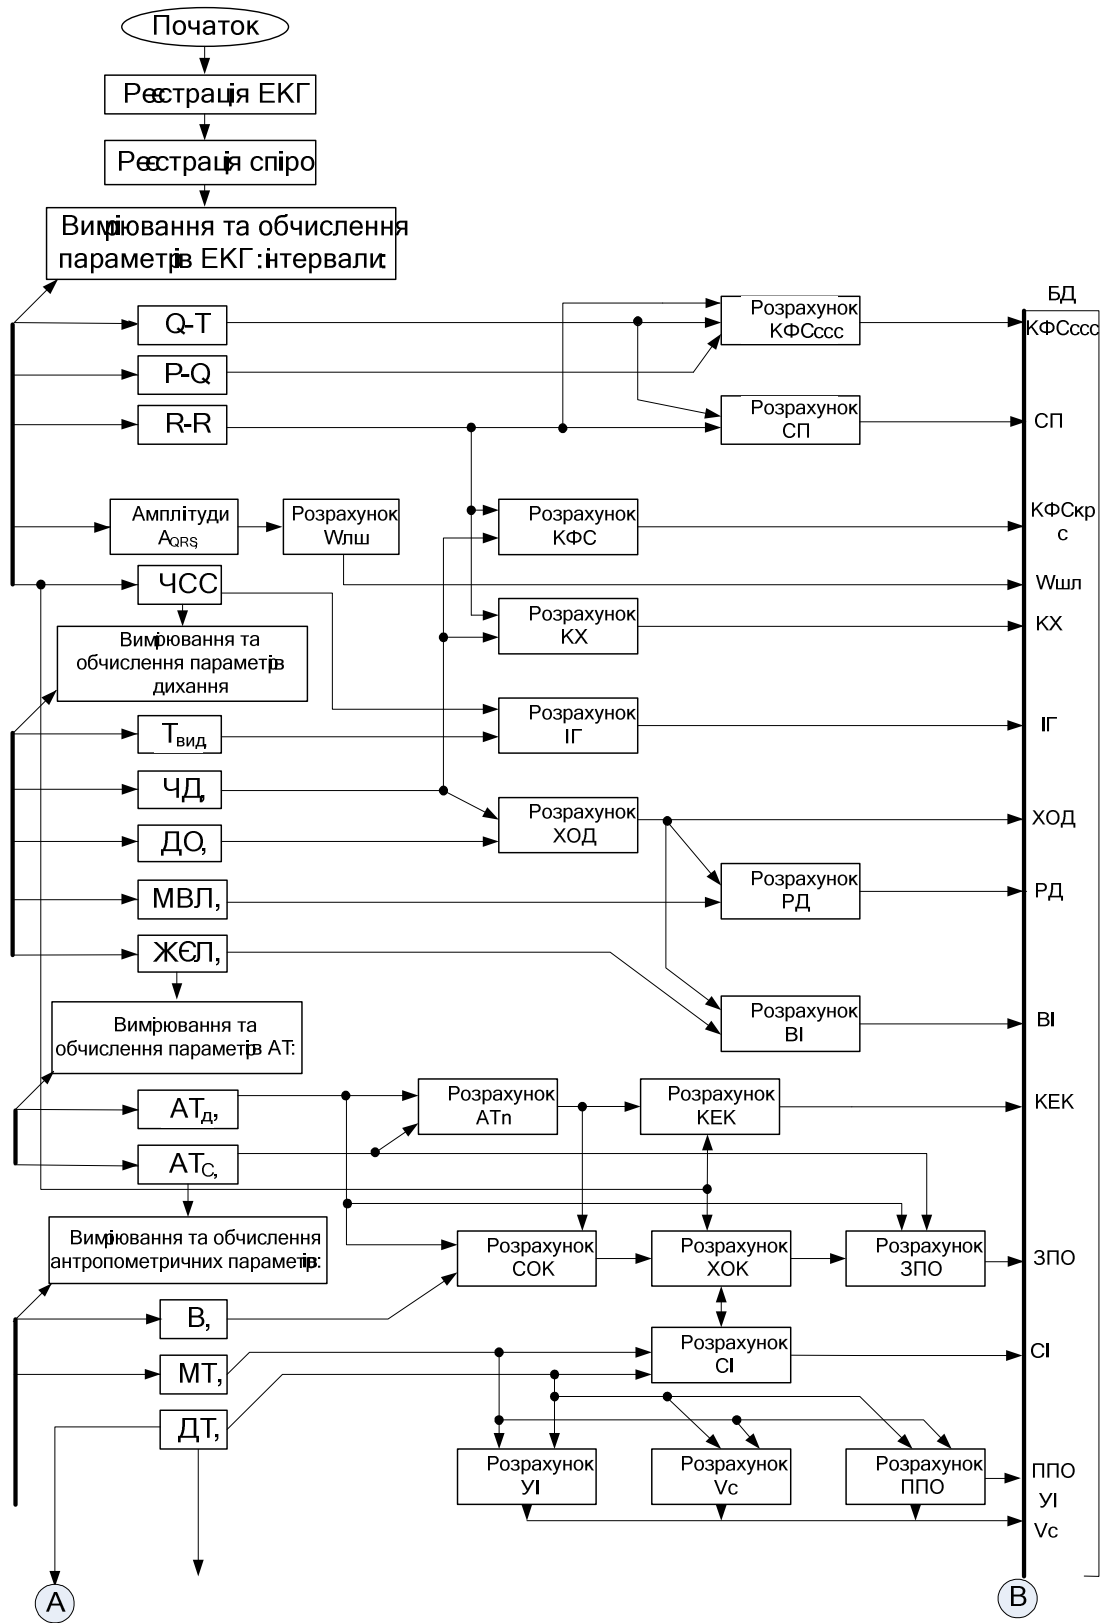 Початок
Реєстрація ЕКГ
Реєстрація спіро
Вимірювання та обчислення
параметрів ЕКГ:інтервали:
БД
Q-T
Розрахунок
КФСссс
КФСссс
P-Q
R-R
Розрахунок
СП
СП
Амплітуди
A_QRS,
Розрахунок
Wлш
Розрахунок
КФС
КФСкр
с
ЧСС
Wшл
Вимірювання та
обчислення параметрів
дихання
Розрахунок
КХ
КХ
Tвид,
Розрахунок
ІГ
ІГ
ЧД,
ДО,
Розрахунок
ХОД
ХОД
МВЛ,
Розрахунок
РД
РД
ЖЄЛ,
Вимірювання та
обчислення параметрів АТ:
Розрахунок
ВІ
ВІ
АТд,
Розрахунок
АТп
Розрахунок
КЕК
КЕК
АТС,
Вимірювання та обчислення
антропометричних параметрів:
Розрахунок
СОК
Розрахунок
ХОК
Розрахунок
ЗПО
ЗПО
В,
МТ,
Розрахунок
СІ
СІ
ДТ,
Розрахунок
УІ
Розрахунок
Vc
Розрахунок
ППО
ППО
УІ
Vc
А
В